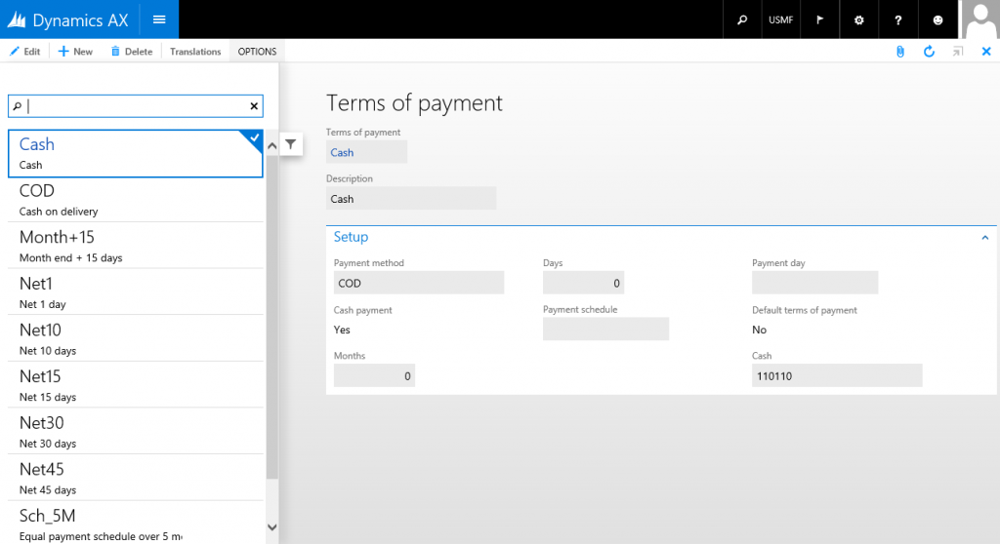 Dynamics AX
USMF
?
Edit
New
Delete
Translations
OPTIONS
Cash
Cash
COD
Cash on delivery
Month+15
Month end + 15 days
Net1
Net 1 day
Net10
Net 10 days
Net15
Net 15 days
Net30
Net 30 days
Net45
Net 45 days
Sch_5M
Equal payment schedule over 5
Terms of payment
Terms of payment
Cash
Description
Cash
Setup
Payment method
COD
Cash payment
Yes
Months
0
Days
0
Payment schedule
Payment day
Default terms of payment
No
Cash
110110